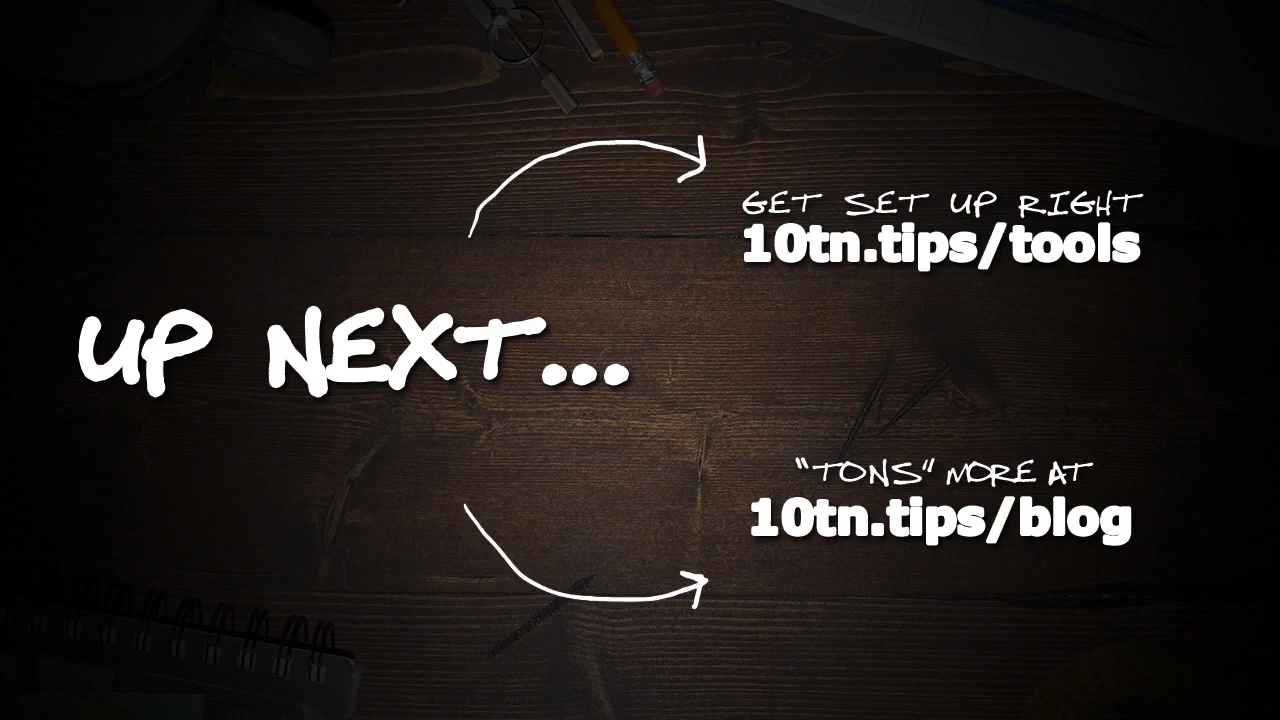 UP NEXT...
GET SET UP RIGHT
10tn.tips/tools
"TONS" MORE AT
10tn.tips/blog